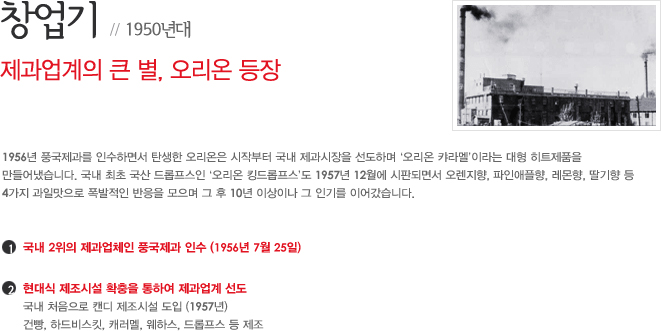 창업기 // 1950년대
제과업계의 큰 별, 오리온 등장
1956년 풍국제과를 인수하면서 탄생한 오리온은 시작부터 국내 제과시장을 선도하며 '오리온 캬라멜'이라는 대형 히트제품을
만들어냈습니다. 국내 최초 국산 드롭프스인 '오리온 킹드롭프스'도 1957년 12월에 시판되면서 오렌지향, 파인애플향, 레몬향, 딸기향 등
4가지 과일맛으로 폭발적인 반응을 모으며 그 후 10년 이상이나 그 인기를 이어갔습니다.
1 국내 2위의 제과업체인 풍국제과 인수 (1956년 7월 25일)
2 현대식 제조시설 확충을 통하여 제과업계 선도
국내 처음으로 캔디 제조시설 도입 (1957년)
건빵, 하드비스킷, 캐러멜, 웨하스, 드롭프스 등 제조